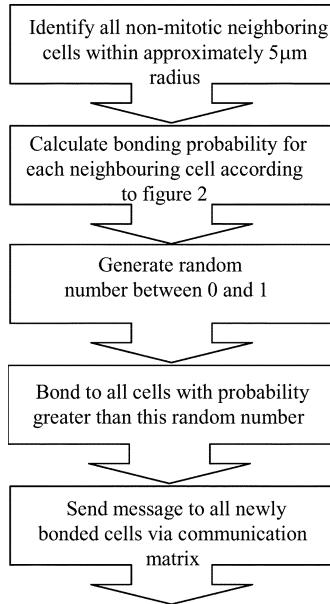 Identify all non-mitotic neighboring
cells within approximately 5µm
radius
Calculate bonding probability for
each neighbouring cell according
to figure 2
Generate random
number between 0 and 1
Bond to all cells with probability
greater than this random number
Send message to all newly
bonded cells via communication
matrix